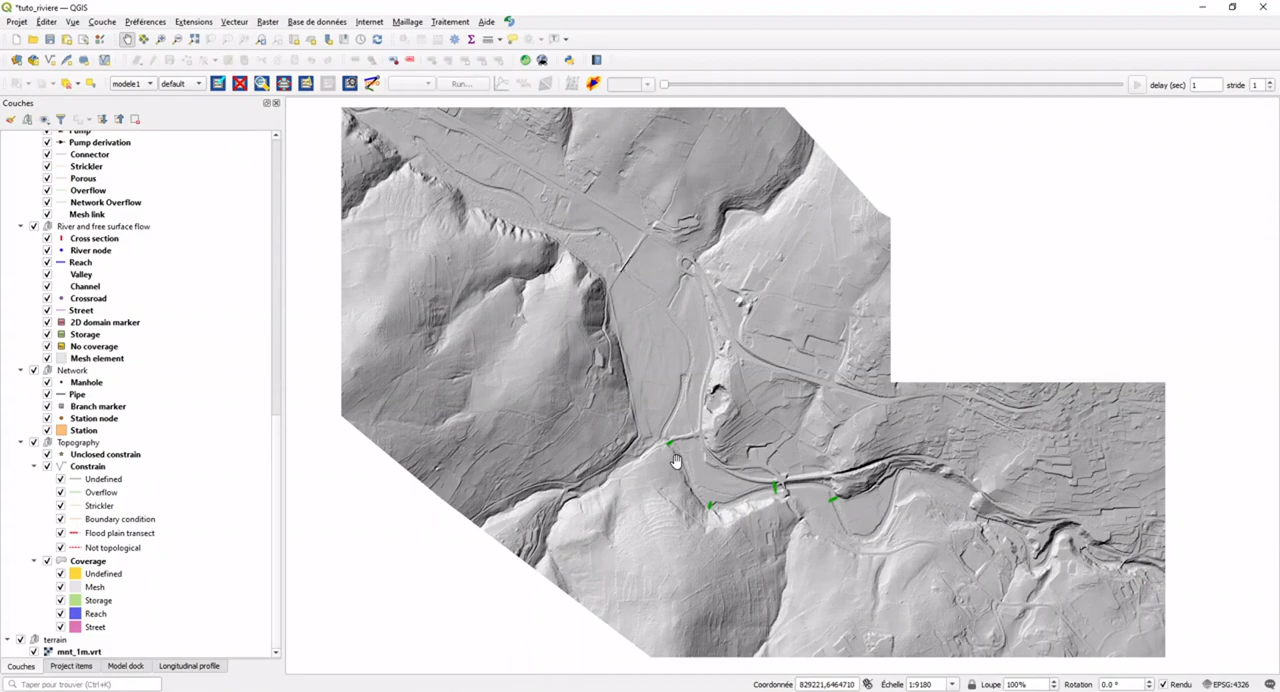 *tuto_riviere — QGIS
Projet Éditer Vue Couche Préférences Extensions Vecteur Raster Base de données Internet Maillage Traitement Aide
modele1 default Run... delay (sec) 1 stride 1
Couches
Pump
Pump derivation
Connector
Strickler
Porous
Overflow
Network Overflow
Mesh link
River and free surface flow
Cross section
River node
Reach
Valley
Channel
Crossroad
Street
2D domain marker
Storage
No coverage
Mesh element
Network
Manhole
Pipe
Branch marker
Station node
Station
Topography
Unclosed constrain
Constrain
Undefined
Overflow
Strickler
Boundary condition
Flood plain transect
Not topological
Coverage
Undefined
Mesh
Storage
Reach
Street
terrain
mnt_1m.vrt
Couches Project items Model dock Longitudinal profile
Taper pour trouver (Ctrl+K) Coordonnée 829221,6464710 Échelle 1:9180 Loupe 100% Rotation 0.0 ° Rendu EPSG:4326